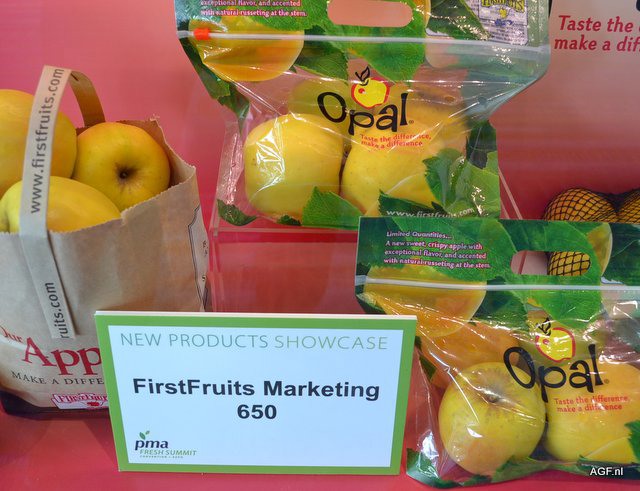 exceptional flavor, and accented
with natural russeting at the stem.
Taste the
make a dif
Opal
Taste the difference,
make a difference
www.firstfruits.com
www.firstfruits.com
Limited Quantities...
A new sweet, crispy apple with
exceptional flavor, and accented
with natural russeting at the stem.
Opal
Taste the difference,
make a difference
ruits.com
App
MAKE A DIFFE
NEW PRODUCTS SHOWCASE
FirstFruits Marketing
650
pma
FRESH SUMMIT
CONVENTION + EXPO
AGF.nl